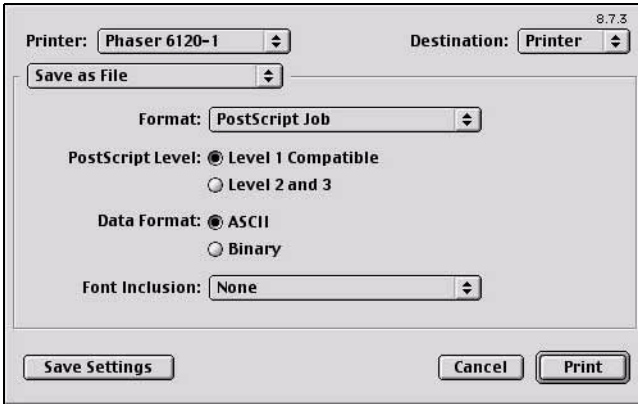 8.7.3
Printer: Phaser 6120-1 Destination: Printer
Save as File
Format: PostScript Job
PostScript Level: Level 1 Compatible
Level 2 and 3
Data Format: ASCII
Binary
Font Inclusion: None
Save Settings Cancel Print